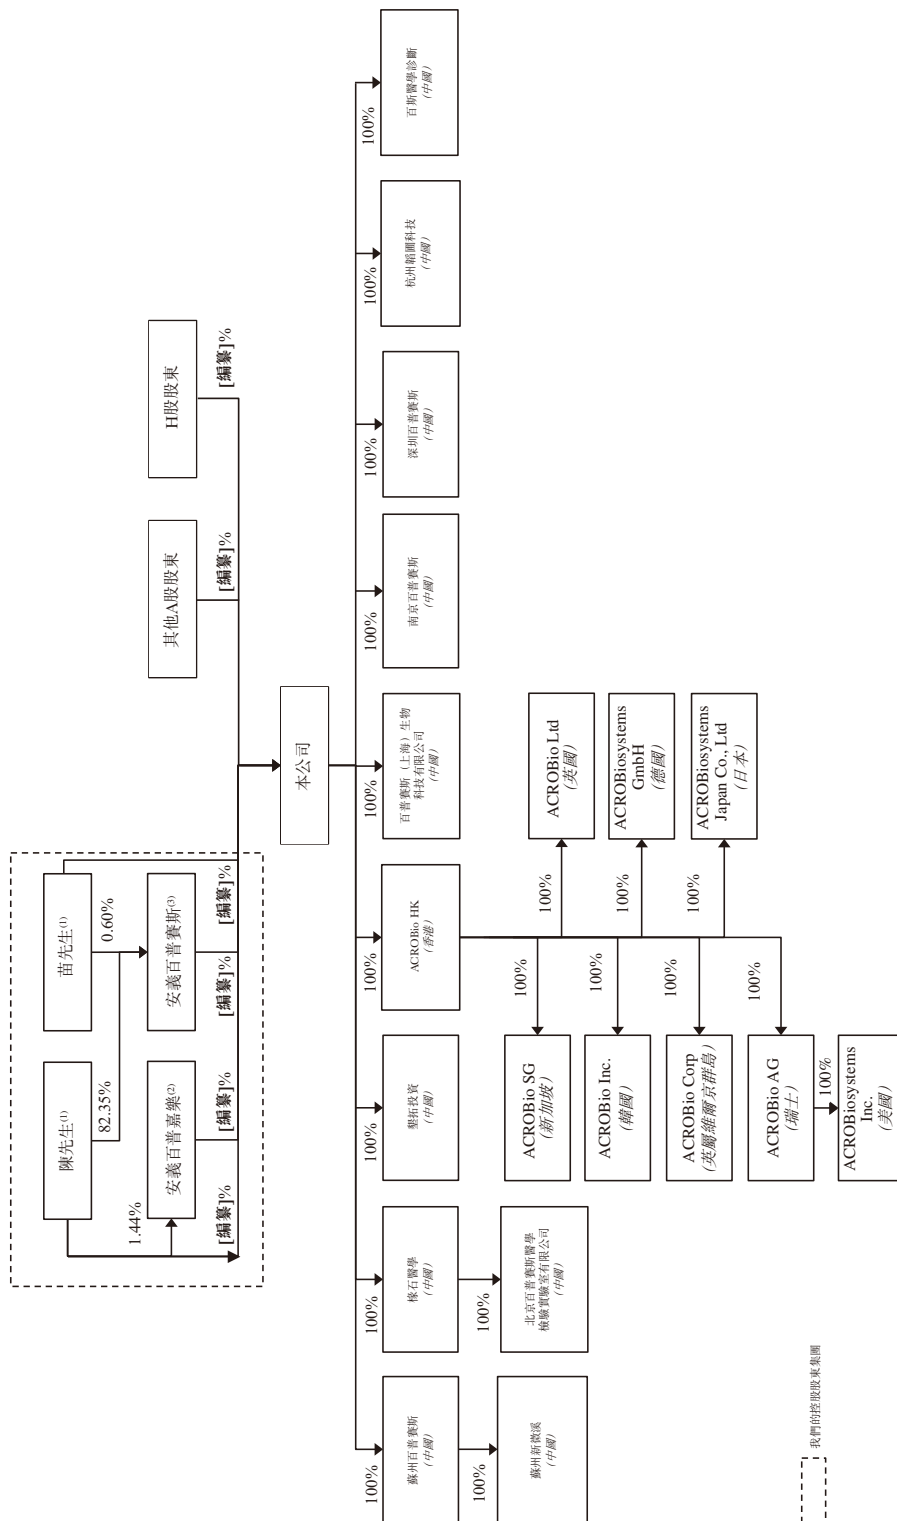 陳先生(1)
苗先生(1)
其他A股股東
H股股東
82.35%
0.60%
1.44%
安義百普嘉樂(2)
安義百普賽斯(3)
[編纂]%
[編纂]%
[編纂]%
[編纂]%
[編纂]%
[編纂]%
本公司
100%
100%
100%
100%
100%
100%
100%
100%
100%
蘇州百普賽斯
(中國)
檢石醫學
(中國)
墾拓投資
(中國)
ACROBio HK
(香港)
百普賽斯(上海)生物
科技有限公司
(中國)
南京百普賽斯
(中國)
深圳百普賽斯
(中國)
杭州韜圃科技
(中國)
百斯醫學診斷
(中國)
100%
100%
蘇州新微溪
(中國)
北京百普賽斯醫學
檢驗實驗室有限公司
(中國)
100%
ACROBio SG
(新加坡)
100%
ACROBio Ltd
(英國)
100%
ACROBio Inc.
(韓國)
100%
ACROBiosystems
GmbH
(德國)
100%
ACROBio Corp
(英屬維爾京群島)
100%
ACROBiosystems
Japan Co., Ltd
(日本)
100%
ACROBio AG
(瑞士)
100%
ACROBiosystems
Inc.
(美國)
我們的控股股東集團